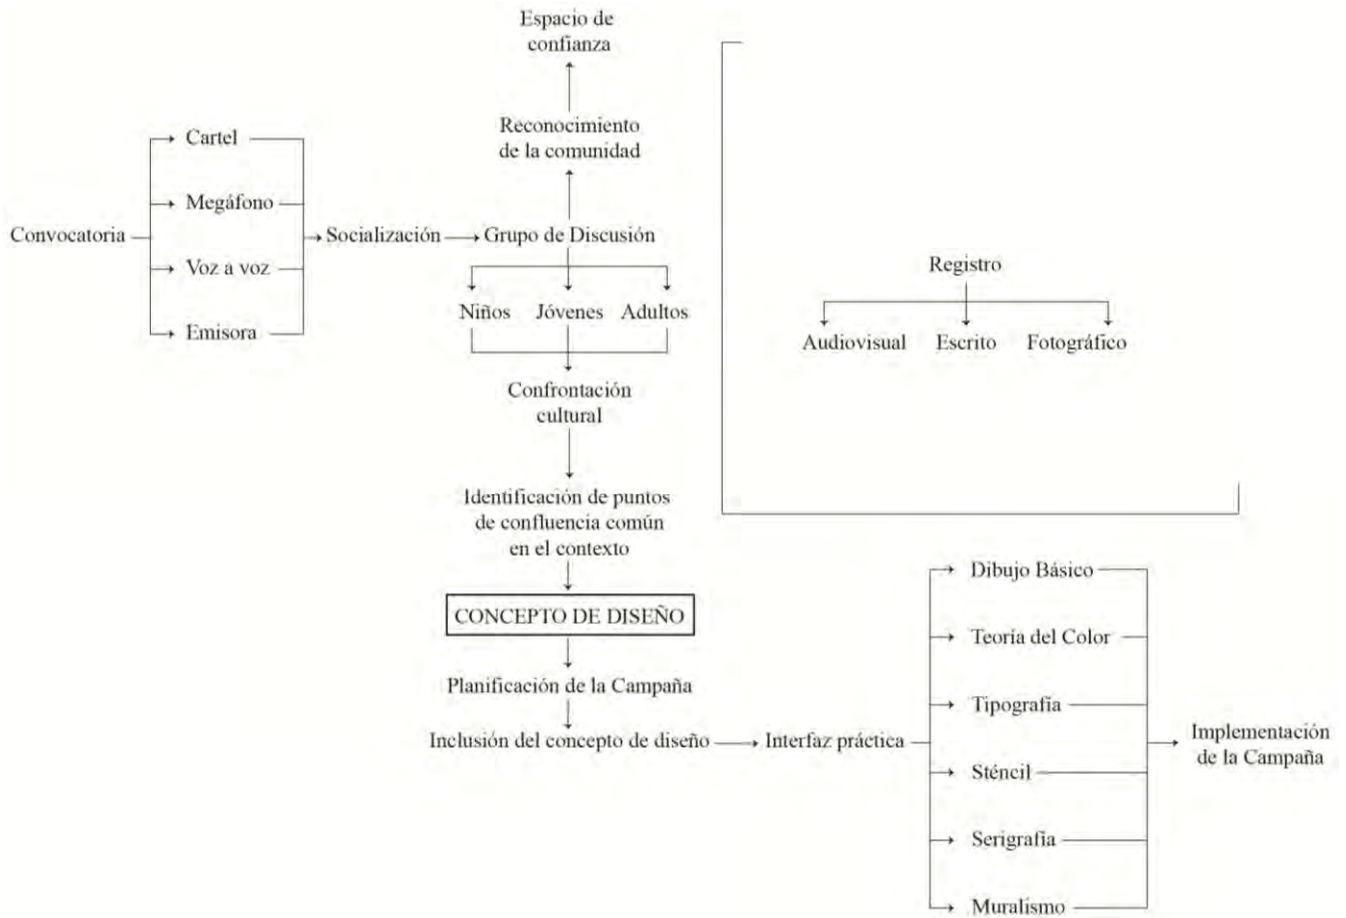 Espacio de
confianza
Reconocimiento
de la comunidad
Cartel
Megáfono
Convocatoria
Voz a voz
Emisora
Socialización
Grupo de Discusión
Niños
Jóvenes
Adultos
Confrontación
cultural
Identificación de puntos
de confluencia común
en el contexto
CONCEPTO DE DISEÑO
Planificación de la Campaña
Inclusión del concepto de diseño
Interfaz práctica
Registro
Audiovisual
Escrito
Fotográfico
Dibujo Básico
Teoría del Color
Tipografía
Sténcil
Serigrafía
Muralismo
Implementación
de la Campaña